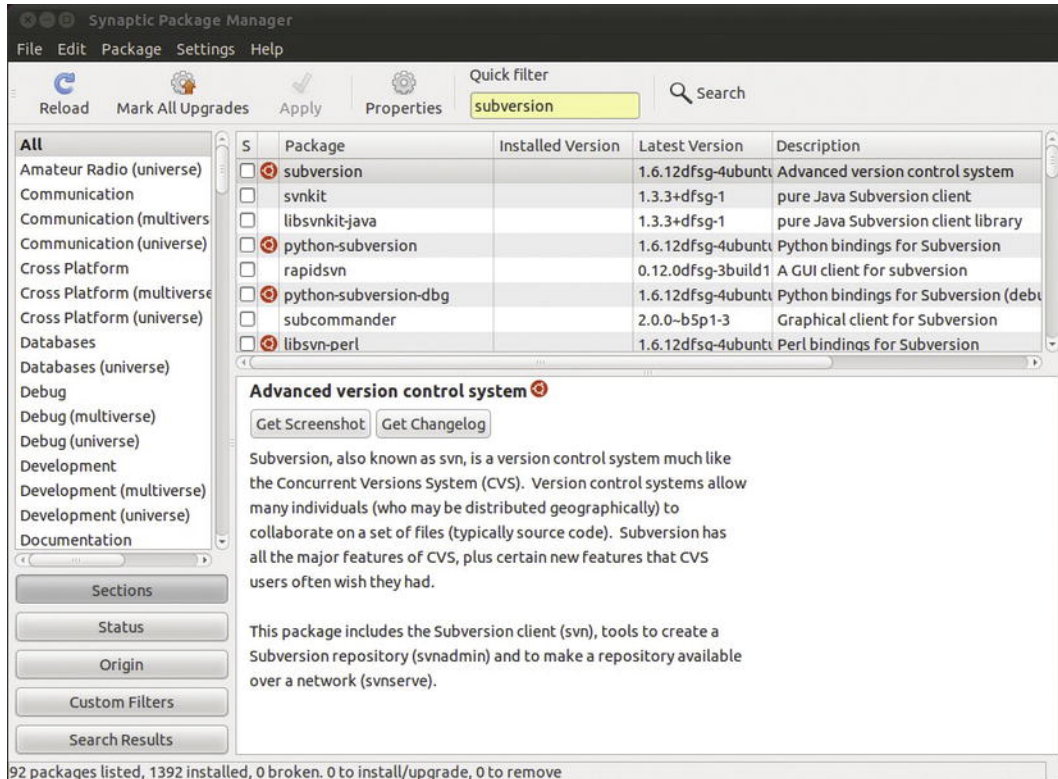 Synaptic Package Manager
File Edit Package Settings Help
Reload Mark All Upgrades Apply Properties Quick filter Search
subversion
All
Amateur Radio (universe)
Communication
Communication (multivers
Communication (universe)
Cross Platform
Cross Platform (multiverse
Cross Platform (universe)
Databases
Databases (universe)
Debug
Debug (multiverse)
Debug (universe)
Development
Development (multiverse)
Development (universe)
Documentation
Sections
Status
Origin
Custom Filters
Search Results
S Package Installed Version Latest Version Description
subversion 1.6.12dfsg-4ubuntu Advanced version control system
svnkit 1.3.3+dfsg-1 pure Java Subversion client
libsvnkit-java 1.3.3+dfsg-1 pure Java Subversion client library
python-subversion 1.6.12dfsg-4ubuntu Python bindings for Subversion
rapidsvn 0.12.0dfsg-3build1 A GUI client for subversion
python-subversion-dbg 1.6.12dfsg-4ubuntu Python bindings for Subversion (debu
subcommander 2.0.0~b5p1-3 Graphical client for Subversion
libsvn-perl 1.6.12dfsg-4ubuntu Perl bindings for Subversion
Advanced version control system
Get Screenshot Get Changelog
Subversion, also known as svn, is a version control system much like
the Concurrent Versions System (CVS). Version control systems allow
many individuals (who may be distributed geographically) to
collaborate on a set of files (typically source code). Subversion has
all the major features of CVS, plus certain new features that CVS
users often wish they had.
This package includes the Subversion client (svn), tools to create a
Subversion repository (svnadmin) and to make a repository available
over a network (svnserve).
92 packages listed, 1392 installed, 0 broken. 0 to install/upgrade, 0 to remove